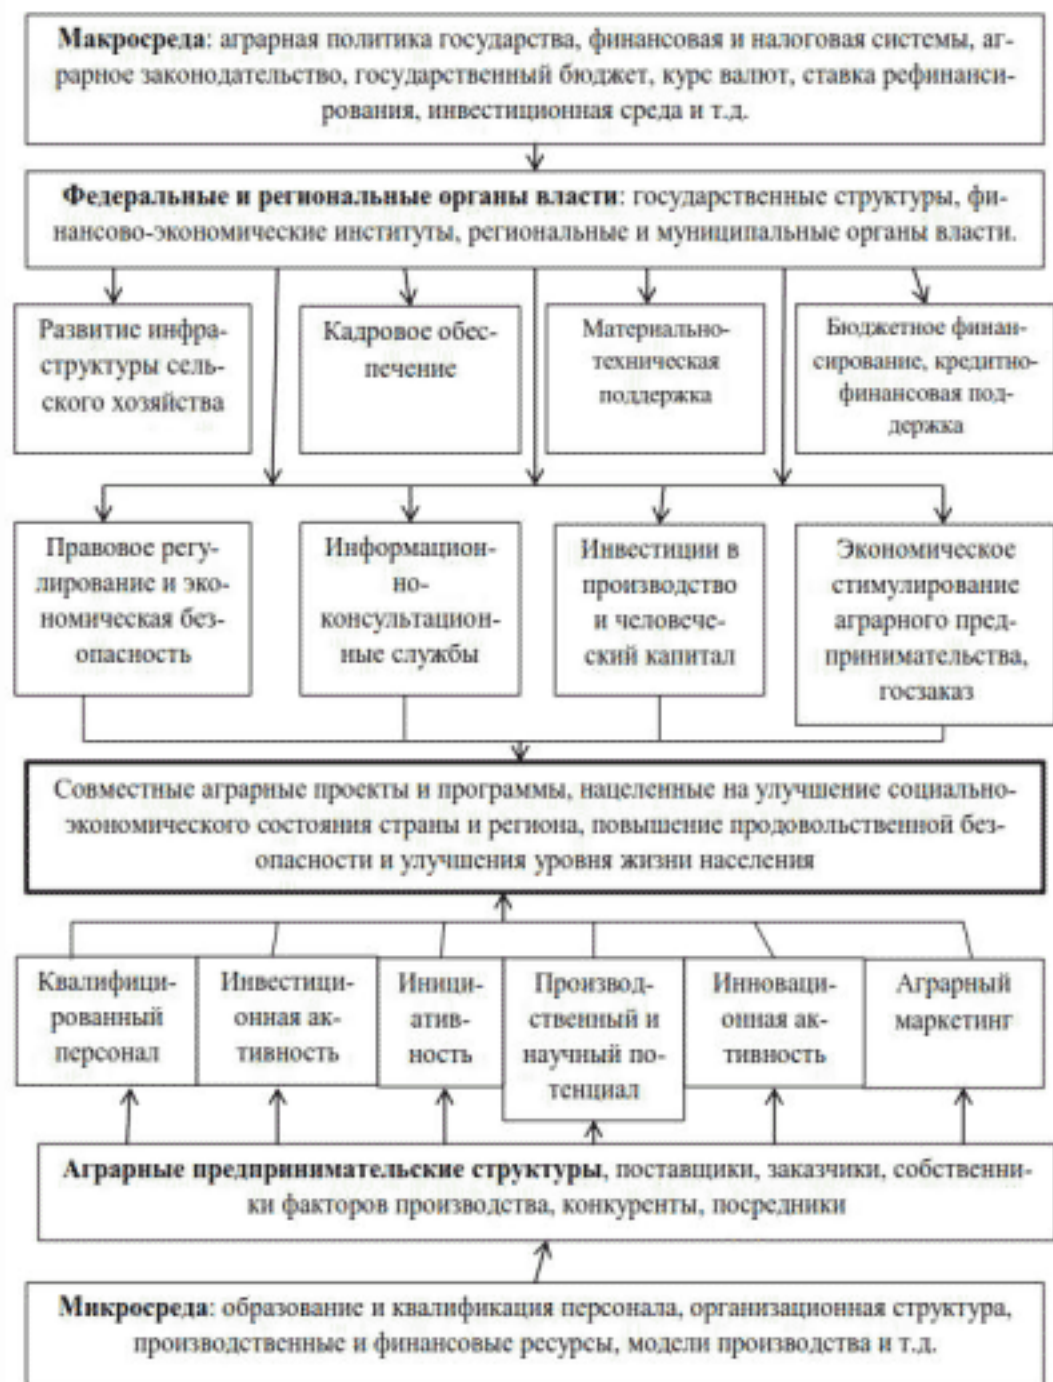 Макросреда: аграрная политика государства, финансовая и налоговая системы, аг-
рарное законодательство, государственный бюджет, курс валют, ставка рефинанси-
рования, инвестиционная среда и т.д.
Федеральные и региональные органы власти: государственные структуры, фи-
нансово-экономические институты, региональные и муниципальные органы власти.
Развитие инфра-
структуры сель-
ского хозяйства
Кадровое обес-
печение
Материально-
техническая
поддержка
Бюджетное финан-
сирование, кредитно-
финансовая под-
держка
Правовое регу-
лирование и эко-
номическая без-
опасность
Информацион-
но-
консультацион-
ные службы
Инвестиции в
производство
и человече-
ский капитал
Экономическое
стимулирование
аграрного пред-
принимательства,
госзаказ
Совместные аграрные проекты и программы, нацеленные на улучшение социально-
экономического состояния страны и региона, повышение продовольственной без-
опасности и улучшения уровня жизни населения
Квалифици-
рованный
персонал
Инвестици-
онная ак-
тивность
Иници-
атив-
ность
Производ-
ственный и
научный по-
тенциал
Инноваци-
онная ак-
тивность
Аграрный
маркетинг
Аграрные предпринимательские структуры, поставщики, заказчики, собственни-
ки факторов производства, конкуренты, посредники
Микросреда: образование и квалификация персонала, организационная структура,
производственные и финансовые ресурсы, модели производства и т.д.